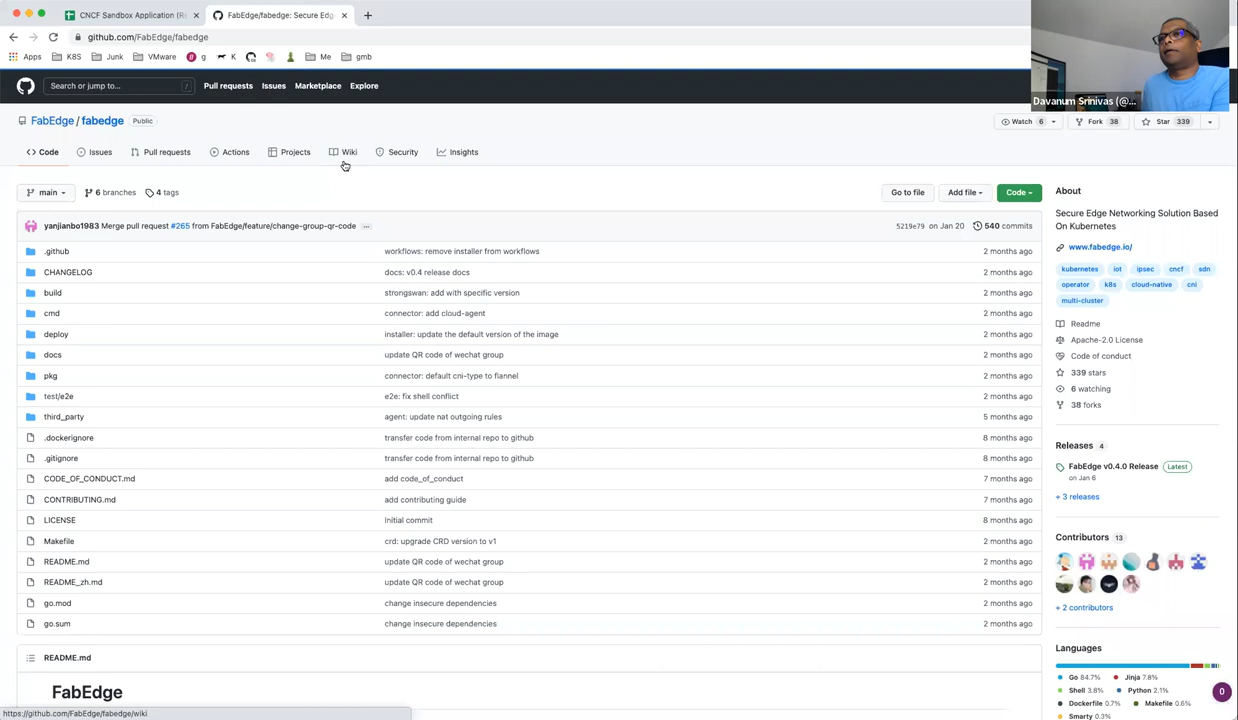 CNCF Sandbox Application (Re
FabEdge/fabedge: Secure Edg
github.com/FabEdge/fabedge
Apps K8S Junk VMware g K Me gmb
Search or jump to... / Pull requests Issues Marketplace Explore
Davanum Srinivas (@...
FabEdge / fabedge Public
Watch 6 Fork 38 Star 339
Code Issues Pull requests Actions Projects Wiki Security Insights
main 6 branches 4 tags Go to file Add file Code
yanjianbo1983 Merge pull request #265 from FabEdge/feature/change-group-qr-code ... 5219e79 on Jan 20 540 commits
.github workflows: remove installer from workflows 2 months ago
CHANGELOG docs: v0.4 release docs 2 months ago
build strongswan: add with specific version 2 months ago
cmd connector: add cloud-agent 2 months ago
deploy installer: update the default version of the image 2 months ago
docs update QR code of wechat group 2 months ago
pkg connector: default cni-type to flannel 2 months ago
test/e2e e2e: fix shell conflict 2 months ago
third_party agent: update nat outgoing rules 5 months ago
.dockerignore transfer code from internal repo to github 8 months ago
.gitignore transfer code from internal repo to github 8 months ago
CODE_OF_CONDUCT.md add code_of_conduct 7 months ago
CONTRIBUTING.md add contributing guide 7 months ago
LICENSE Initial commit 8 months ago
Makefile crd: upgrade CRD version to v1 2 months ago
README.md update QR code of wechat group 2 months ago
README_zh.md update QR code of wechat group 2 months ago
go.mod change insecure dependencies 2 months ago
go.sum change insecure dependencies 2 months ago
README.md
FabEdge
https://github.com/FabEdge/fabedge/wiki
About
Secure Edge Networking Solution Based
On Kubernetes
www.fabedge.io/
kubernetes iot ipsec cncf sdn
operator k8s cloud-native cni
multi-cluster
Readme
Apache-2.0 License
Code of conduct
339 stars
6 watching
38 forks
Releases 4
FabEdge v0.4.0 Release Latest
on Jan 6
+ 3 releases
Contributors 13
+ 2 contributors
Languages
Go 84.7% Jinja 7.8%
Shell 3.8% Python 2.1%
Dockerfile 0.7% Makefile 0.6%
Smarty 0.3%
0